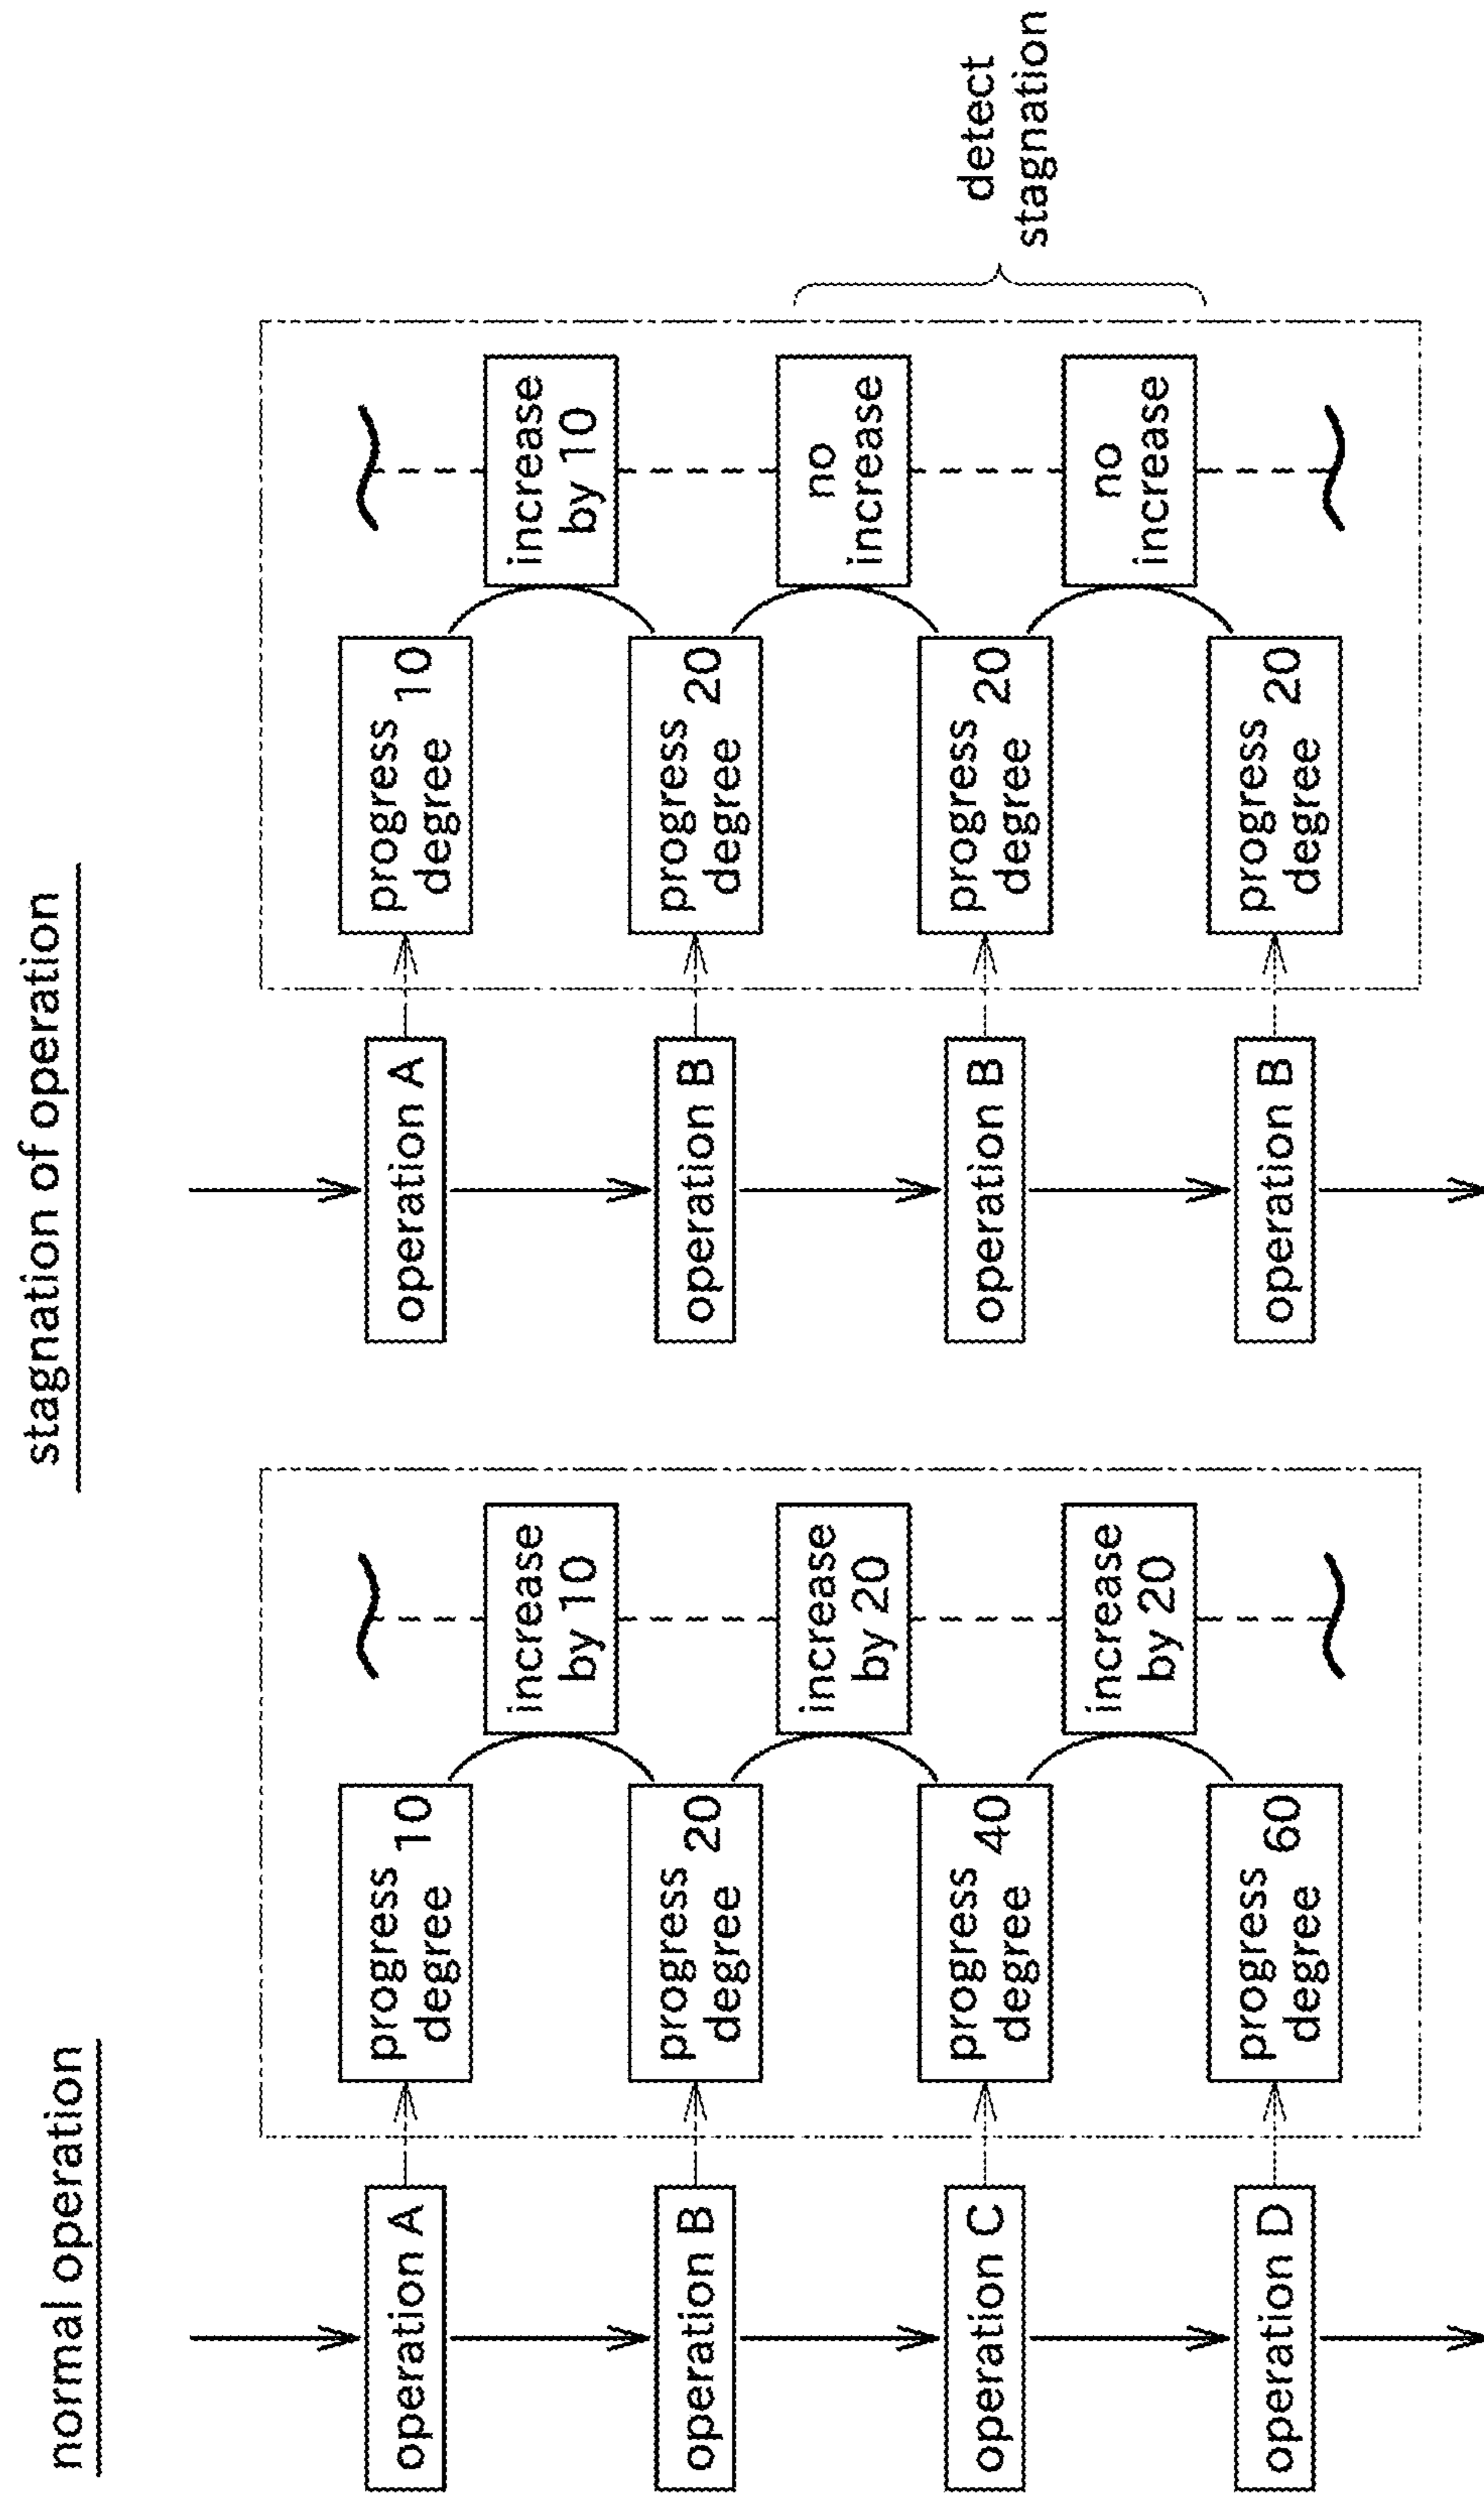 normal operation
operation A
progress
degree
10
increase
by 10
operation B
progress
degree
20
increase
by 20
operation C
progress
degree
40
increase
by 20
operation D
progress
degree
60
stagnation of operation
operation A
progress
degree
10
increase
by 10
operation B
progress
degree
20
no
increase
operation B
progress
degree
20
no
increase
operation B
progress
degree
20
detect
stagnation